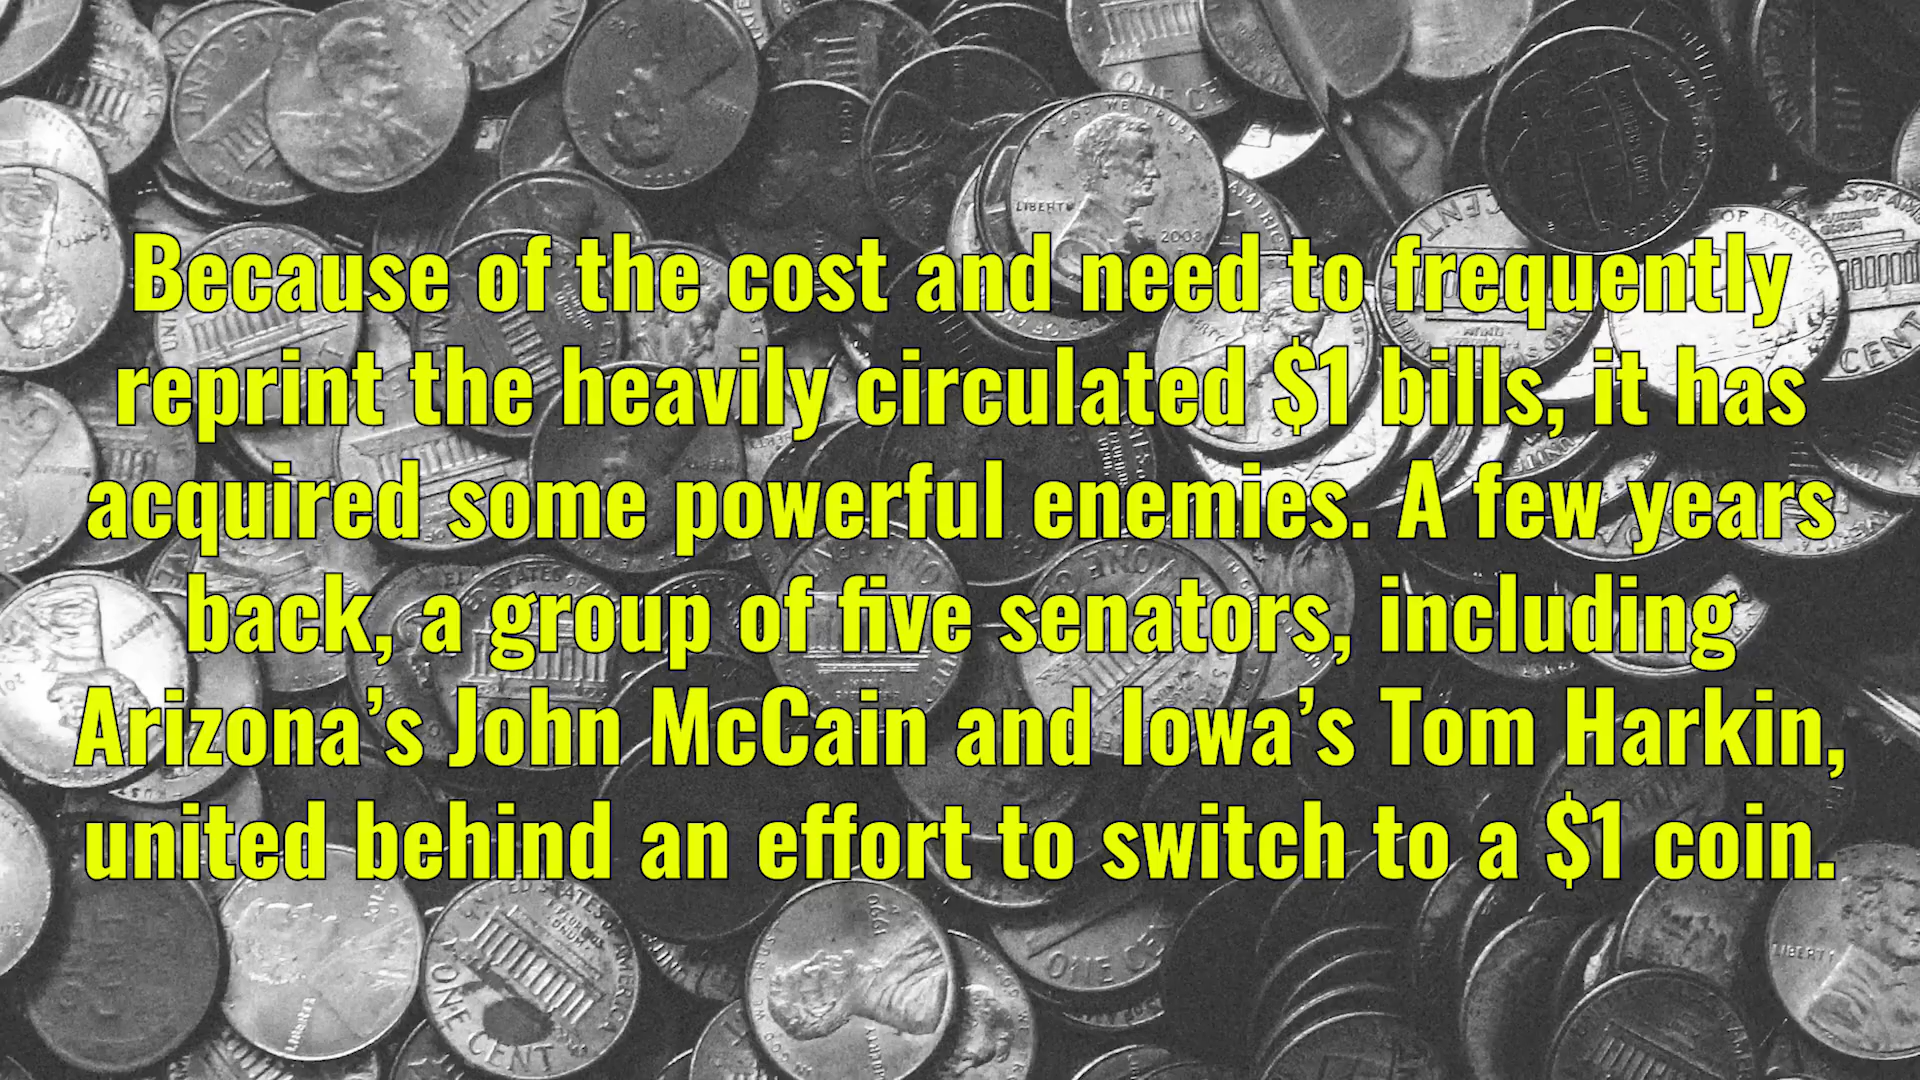 Because of the cost and need to frequently
reprint the heavily circulated $1 bills, it has
acquired some powerful enemies. A few years
back, a group of five senators, including
Arizona’s John McCain and Iowa’s Tom Harkin,
united behind an effort to switch to a $1 coin.